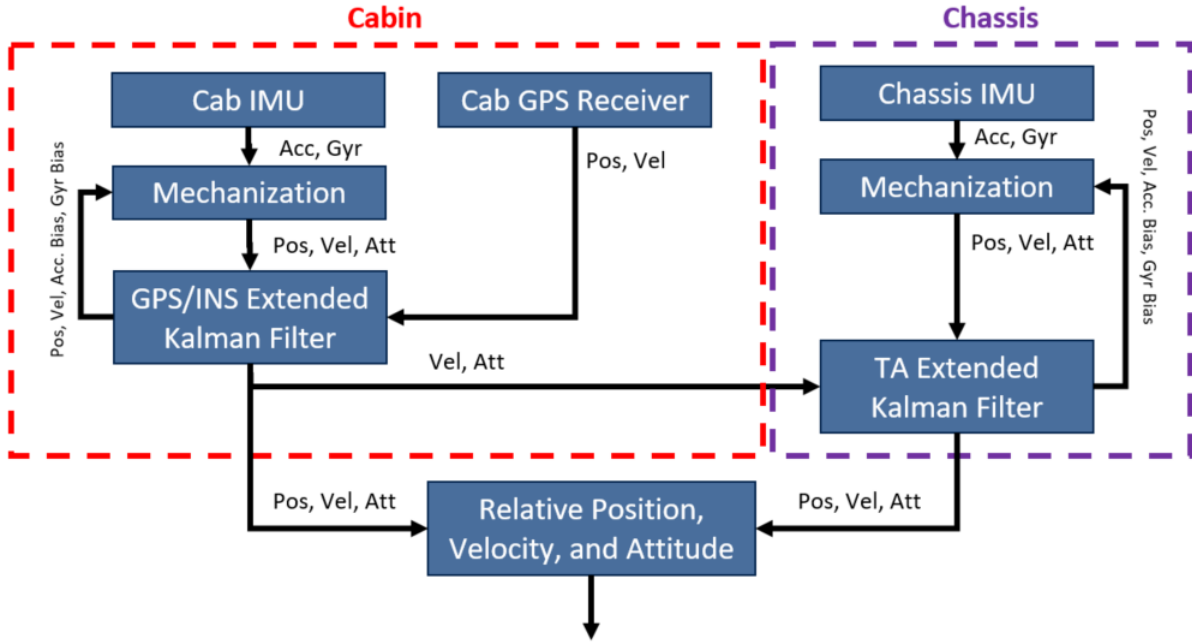 Cabin
Chassis
Cab IMU
Cab GPS Receiver
Chassis IMU
Acc, Gyr
Pos, Vel
Acc, Gyr
Mechanization
Mechanization
Pos, Vel, Acc. Bias, Gyr Bias
Pos, Vel, Acc. Bias, Gyr Bias
Pos, Vel, Att
Pos, Vel, Att
GPS/INS Extended
Kalman Filter
Vel, Att
TA Extended
Kalman Filter
Pos, Vel, Att
Relative Position,
Velocity, and Attitude
Pos, Vel, Att